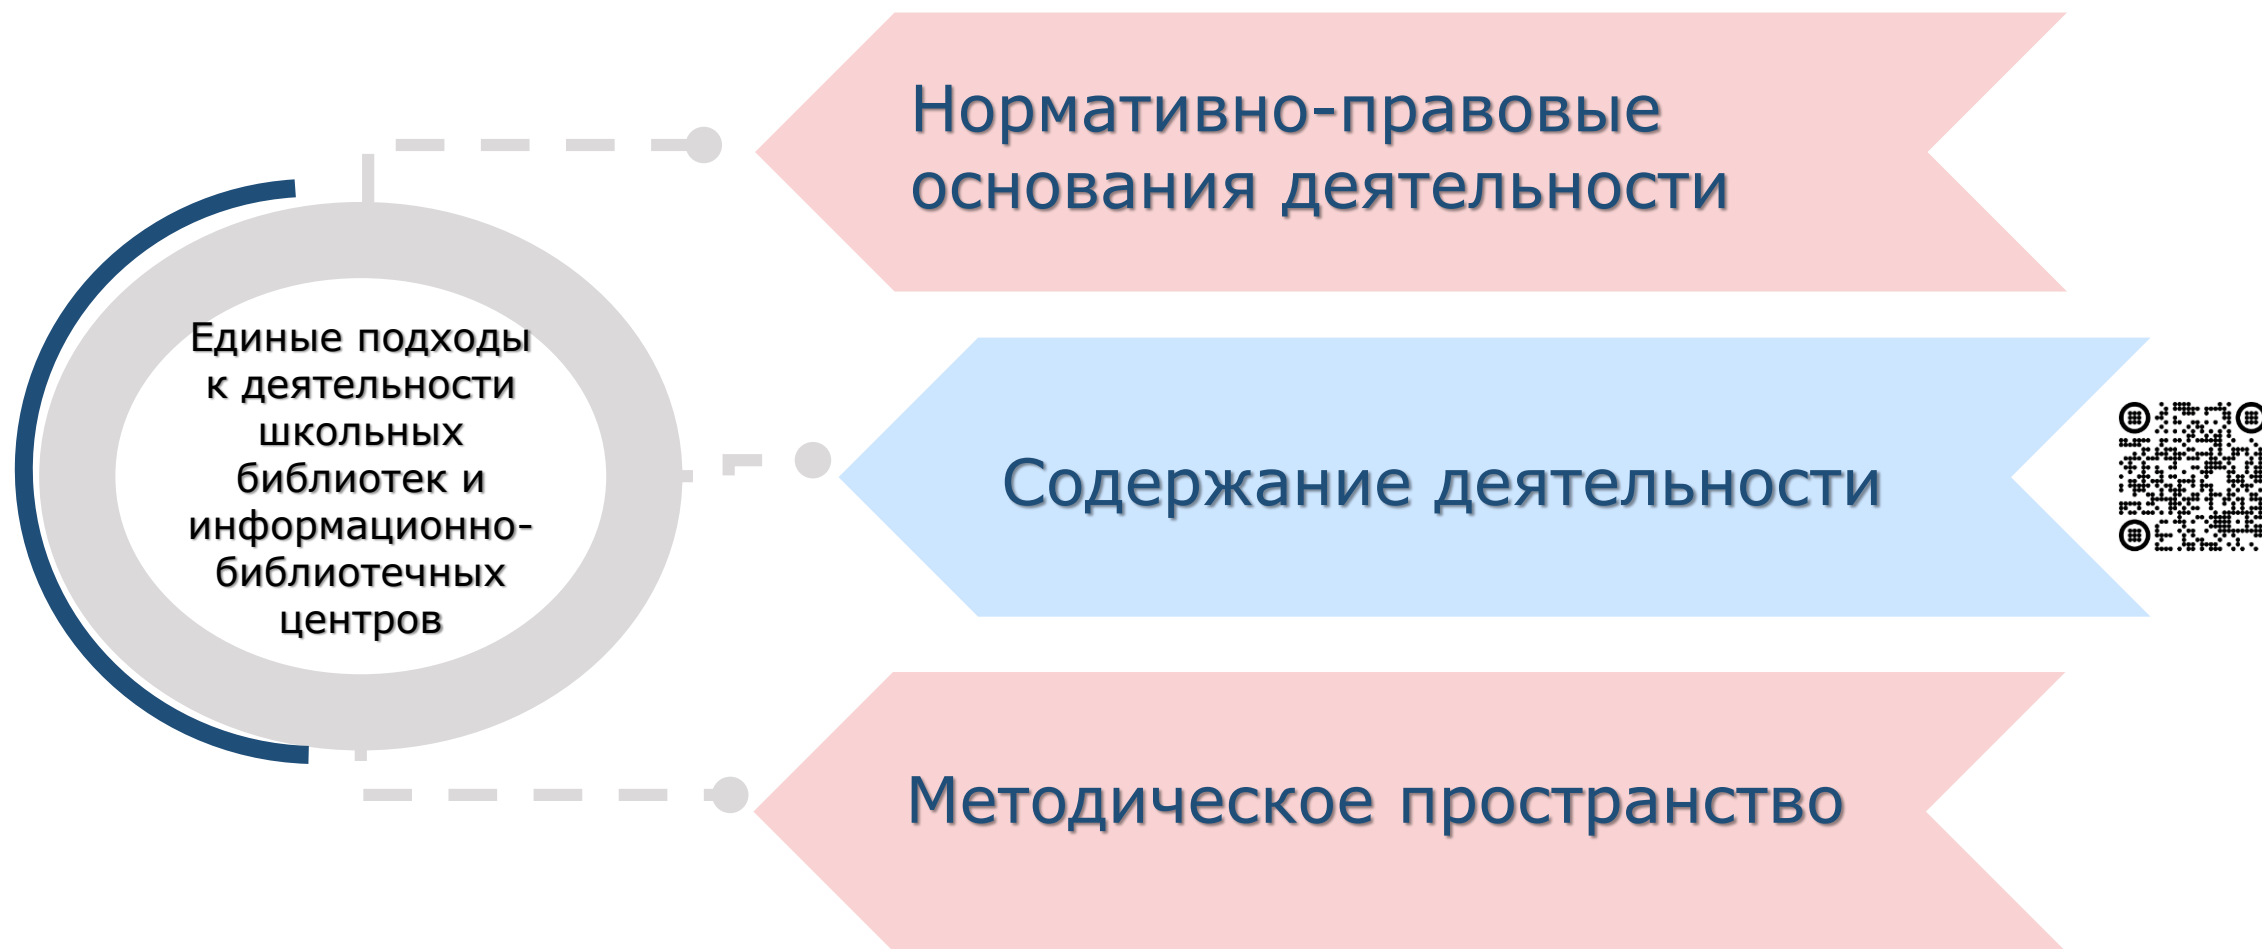 Единые подходы
к деятельности
школьных
библиотек и
информационно-
библиотечных
центров
Нормативно-правовые
основания деятельности
Содержание деятельности
Методическое пространство